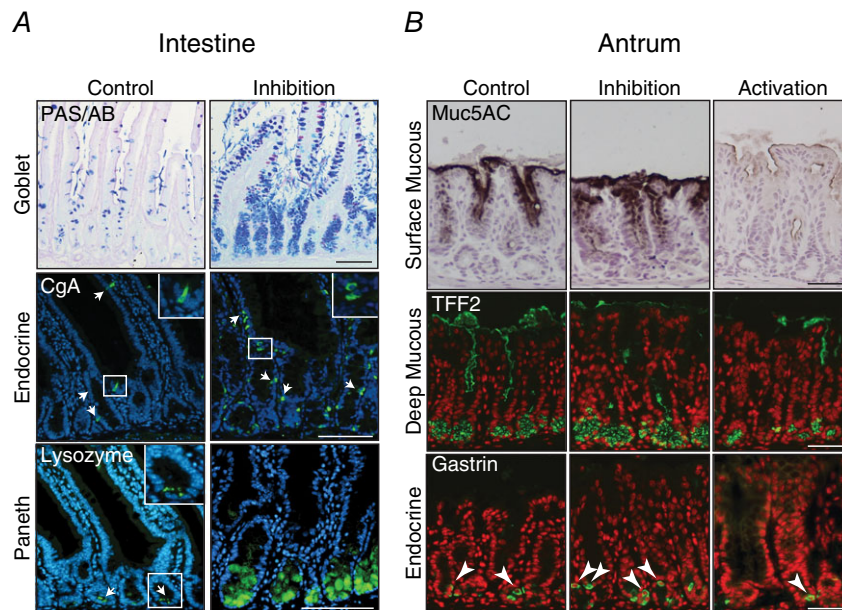 A
Intestine
Control Inhibition
Goblet
PAS/AB
Endocrine
CgA
Paneth
Lysozyme
B
Antrum
Control Inhibition Activation
Surface Mucous
Muc5AC
Deep Mucous
TFF2
Endocrine
Gastrin